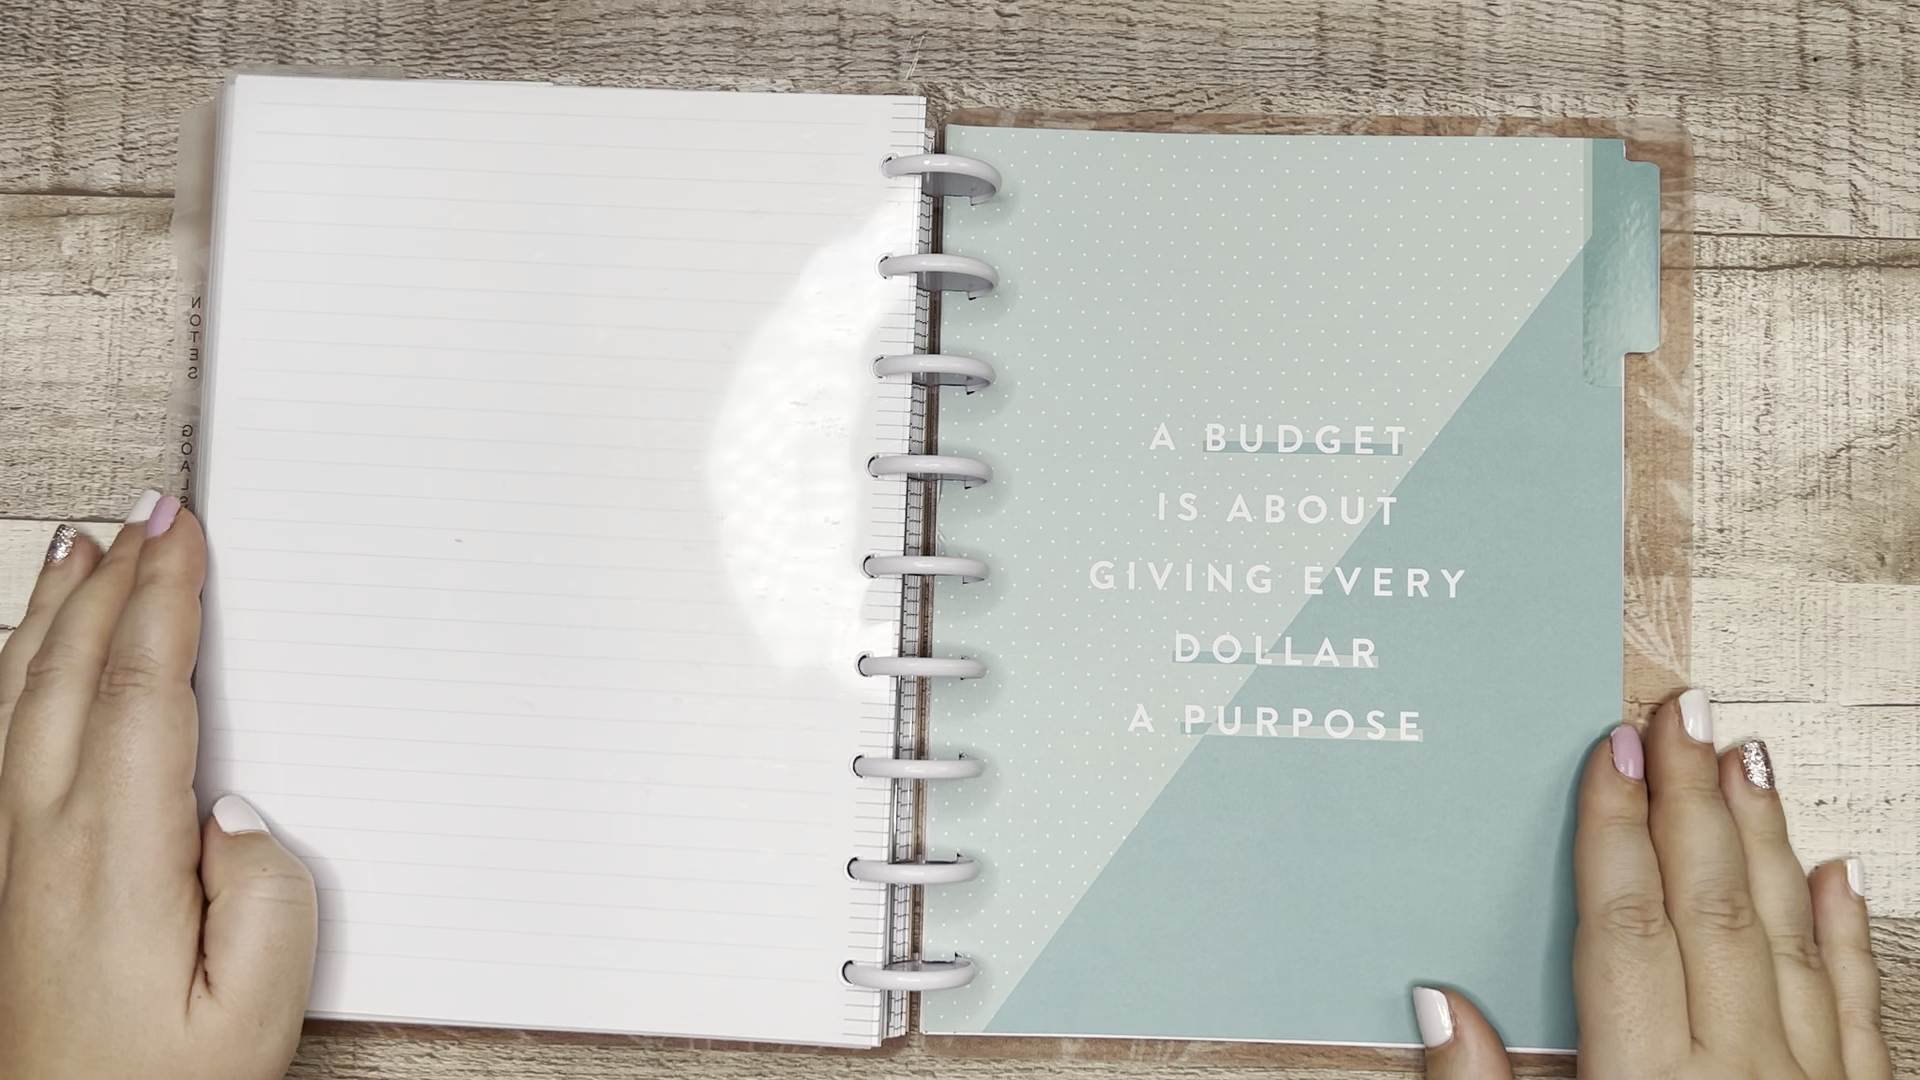 NOTES
GOALS
A BUDGET
IS ABOUT
GIVING EVERY
DOLLAR
A PURPOSE